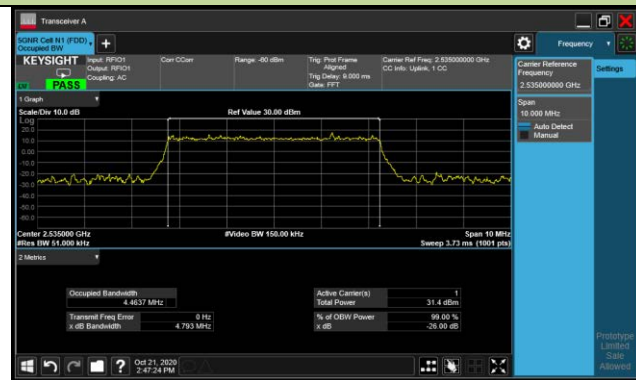 Transceiver A
5GNR Cell N1 (FDD)
Occupied BW
Frequency
KEYSIGHT
Input: RFIO1
Output: RFIO1
Coupling: AC
Corr CCorr
Range: -60 dBm
Trig: Prot Frame
Aligned
Trig Delay: 9.000 ms
Gate: FFT
Carrier Ref Freq: 2.535000000 GHz
CC Info: Uplink, 1 CC
PASS
Carrier Reference
Frequency
2.535000000 GHz
Settings
Span
10.000 MHz
Auto Detect
Manual
1 Graph
Scale/Div 10.0 dB
Ref Value 30.00 dBm
Log
20.0
10.0
0.00
-10.0
-20.0
-30.0
-40.0
-50.0
-60.0
Center 2.535000 GHz
#Video BW 150.00 kHz
Span 10 MHz
#Res BW 51.000 kHz
Sweep 3.73 ms (1001 pts)
2 Metrics
Occupied Bandwidth
4.4637 MHz
Transmit Freq Error
0 Hz
x dB Bandwidth
4.793 MHz
Active Carrier(s)
1
Total Power
31.4 dBm
% of OBW Power
99.00 %
x dB
-26.00 dB
Oct 21, 2020
2:47:24 PM
Prototype
Limited
Sale
Allowed